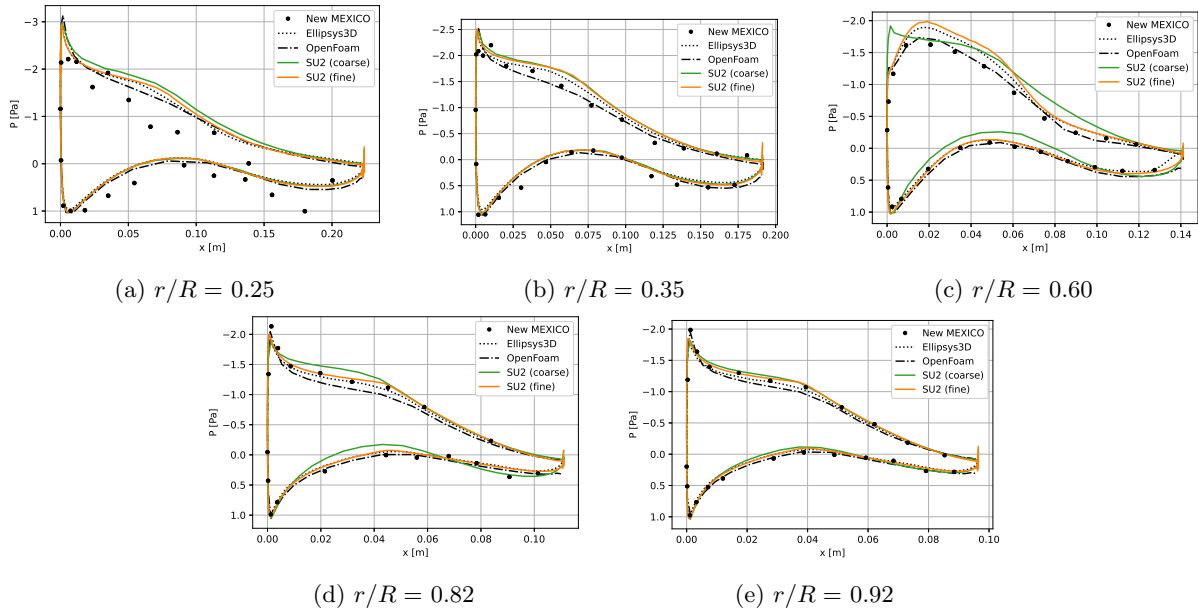 −3
−2
−1
0
1
P [Pa]
0.00 0.05 0.10 0.15 0.20
x [m]
New MEXICO
Ellipsys3D
OpenFoam
SU2 (coarse)
SU2 (fine)
(a) r/R = 0.25
−2.5
−2.0
−1.5
−1.0
−0.5
0.0
0.5
1.0
P [Pa]
0.000 0.025 0.050 0.075 0.100 0.125 0.150 0.175 0.200
x [m]
New MEXICO
Ellipsys3D
OpenFoam
SU2 (coarse)
SU2 (fine)
(b) r/R = 0.35
−2.0
−1.5
−1.0
−0.5
0.0
0.5
1.0
P [Pa]
0.00 0.02 0.04 0.06 0.08 0.10 0.12 0.14
x [m]
New MEXICO
Ellipsys3D
OpenFoam
SU2 (coarse)
SU2 (fine)
(c) r/R = 0.60
−2.0
−1.5
−1.0
−0.5
0.0
0.5
1.0
P [Pa]
0.00 0.02 0.04 0.06 0.08 0.10
x [m]
New MEXICO
Ellipsys3D
OpenFoam
SU2 (coarse)
SU2 (fine)
(d) r/R = 0.82
−2.0
−1.5
−1.0
−0.5
0.0
0.5
1.0
P [Pa]
0.00 0.02 0.04 0.06 0.08 0.10
x [m]
New MEXICO
Ellipsys3D
OpenFoam
SU2 (coarse)
SU2 (fine)
(e) r/R = 0.92